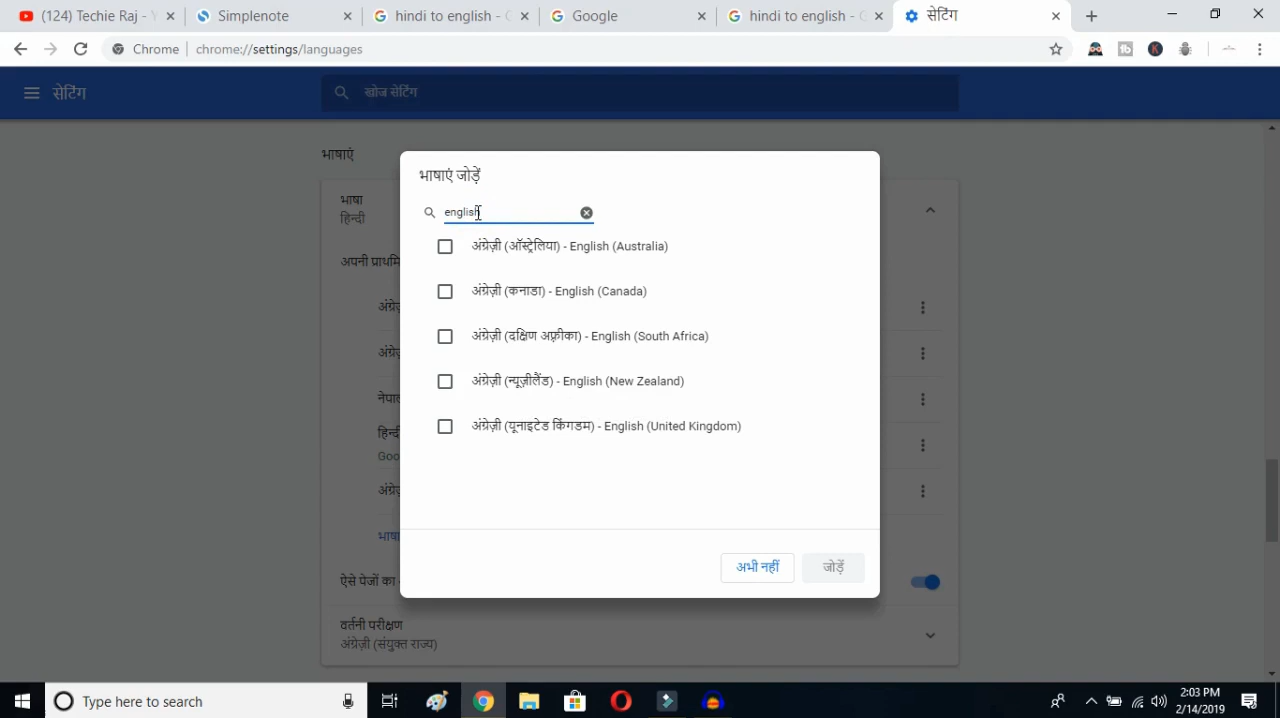 (124) Techie Raj - Y
Simplenote
hindi to english - G
Google
hindi to english - G
सेटिंग
Chrome
chrome://settings/languages
सेटिंग
खोज सेटिंग
भाषाएं
भाषा
हिन्दी
अपनी प्राथमि
अंग्रे
अंग्रे
नेपाल
हिन्दी
Goo
अंग्रे
भाषा
ऐसे पेजों का
वर्तनी परीक्षण
अंग्रेज़ी (संयुक्त राज्य)
भाषाएं जोड़ें
english
अंग्रेज़ी (ऑस्ट्रेलिया) - English (Australia)
अंग्रेज़ी (कनाडा) - English (Canada)
अंग्रेज़ी (दक्षिण अफ़्रीका) - English (South Africa)
अंग्रेज़ी (न्यूज़ीलैंड) - English (New Zealand)
अंग्रेज़ी (यूनाइटेड किंगडम) - English (United Kingdom)
अभी नहीं
जोड़ें
Type here to search
2:03 PM
2/14/2019